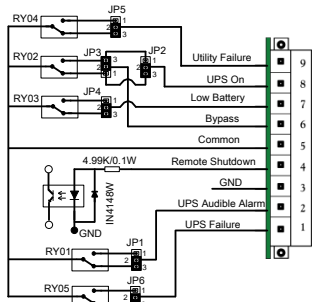 RY04
JP5
1
2
3
Utility Failure
9
RY02
JP3
3
2
1
JP2
1
2
3
UPS On
8
RY03
JP4
1
2
3
Low Battery
7
Bypass
6
Common
5
4.99K/0.1W
Remote Shutdown
4
IN4148W
GND
3
GND
UPS Audible Alarm
2
UPS Failure
1
RY01
JP1
1
2
3
RY05
JP6
1
2
3